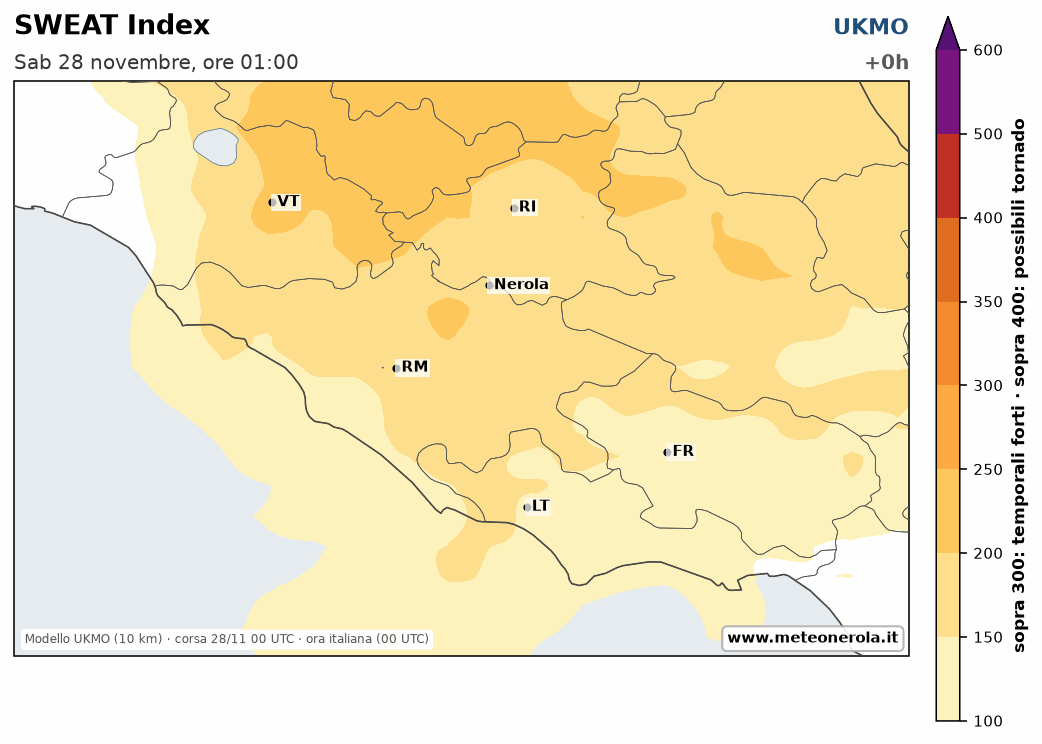 SWEAT Index
UKMO
Sab 28 novembre, ore 01:00
+0h
VT
RI
Nerola
RM
FR
LT
Modello UKMO (10 km) · corsa 28/11 00 UTC · ora italiana (00 UTC)
www.meteonerola.it
600
500
400
350
300
250
200
150
100
sopra 300: temporali forti · sopra 400: possibili tornado